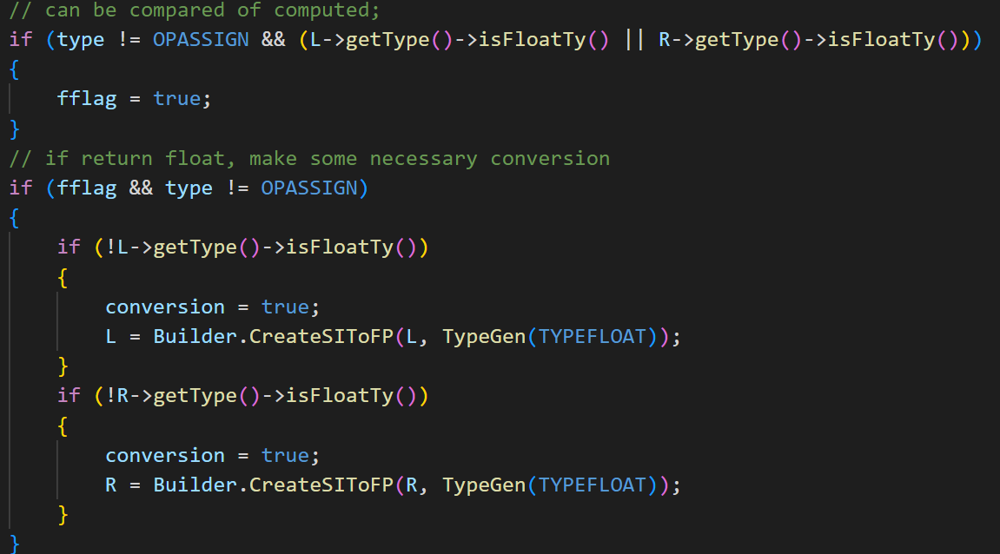 // can be compared of computed;
if (type != OPASSIGN && (L->getType()->isFloatTy() || R->getType()->isFloatTy()))
{
    fflag = true;
}
// if return float, make some necessary conversion
if (fflag && type != OPASSIGN)
{
    if (!L->getType()->isFloatTy())
    {
        conversion = true;
        L = Builder.CreateSIToFP(L, TypeGen(TYPEFLOAT));
    }
    if (!R->getType()->isFloatTy())
    {
        conversion = true;
        R = Builder.CreateSIToFP(R, TypeGen(TYPEFLOAT));
    }
}